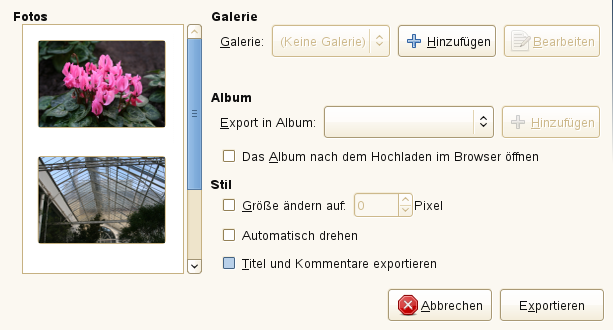 Fotos
Galerie
Galerie: (Keine Galerie) Hinzufügen Bearbeiten
Album
Export in Album: Hinzufügen
Das Album nach dem Hochladen im Browser öffnen
Stil
Größe ändern auf: 0 Pixel
Automatisch drehen
Titel und Kommentare exportieren
Abbrechen Exportieren